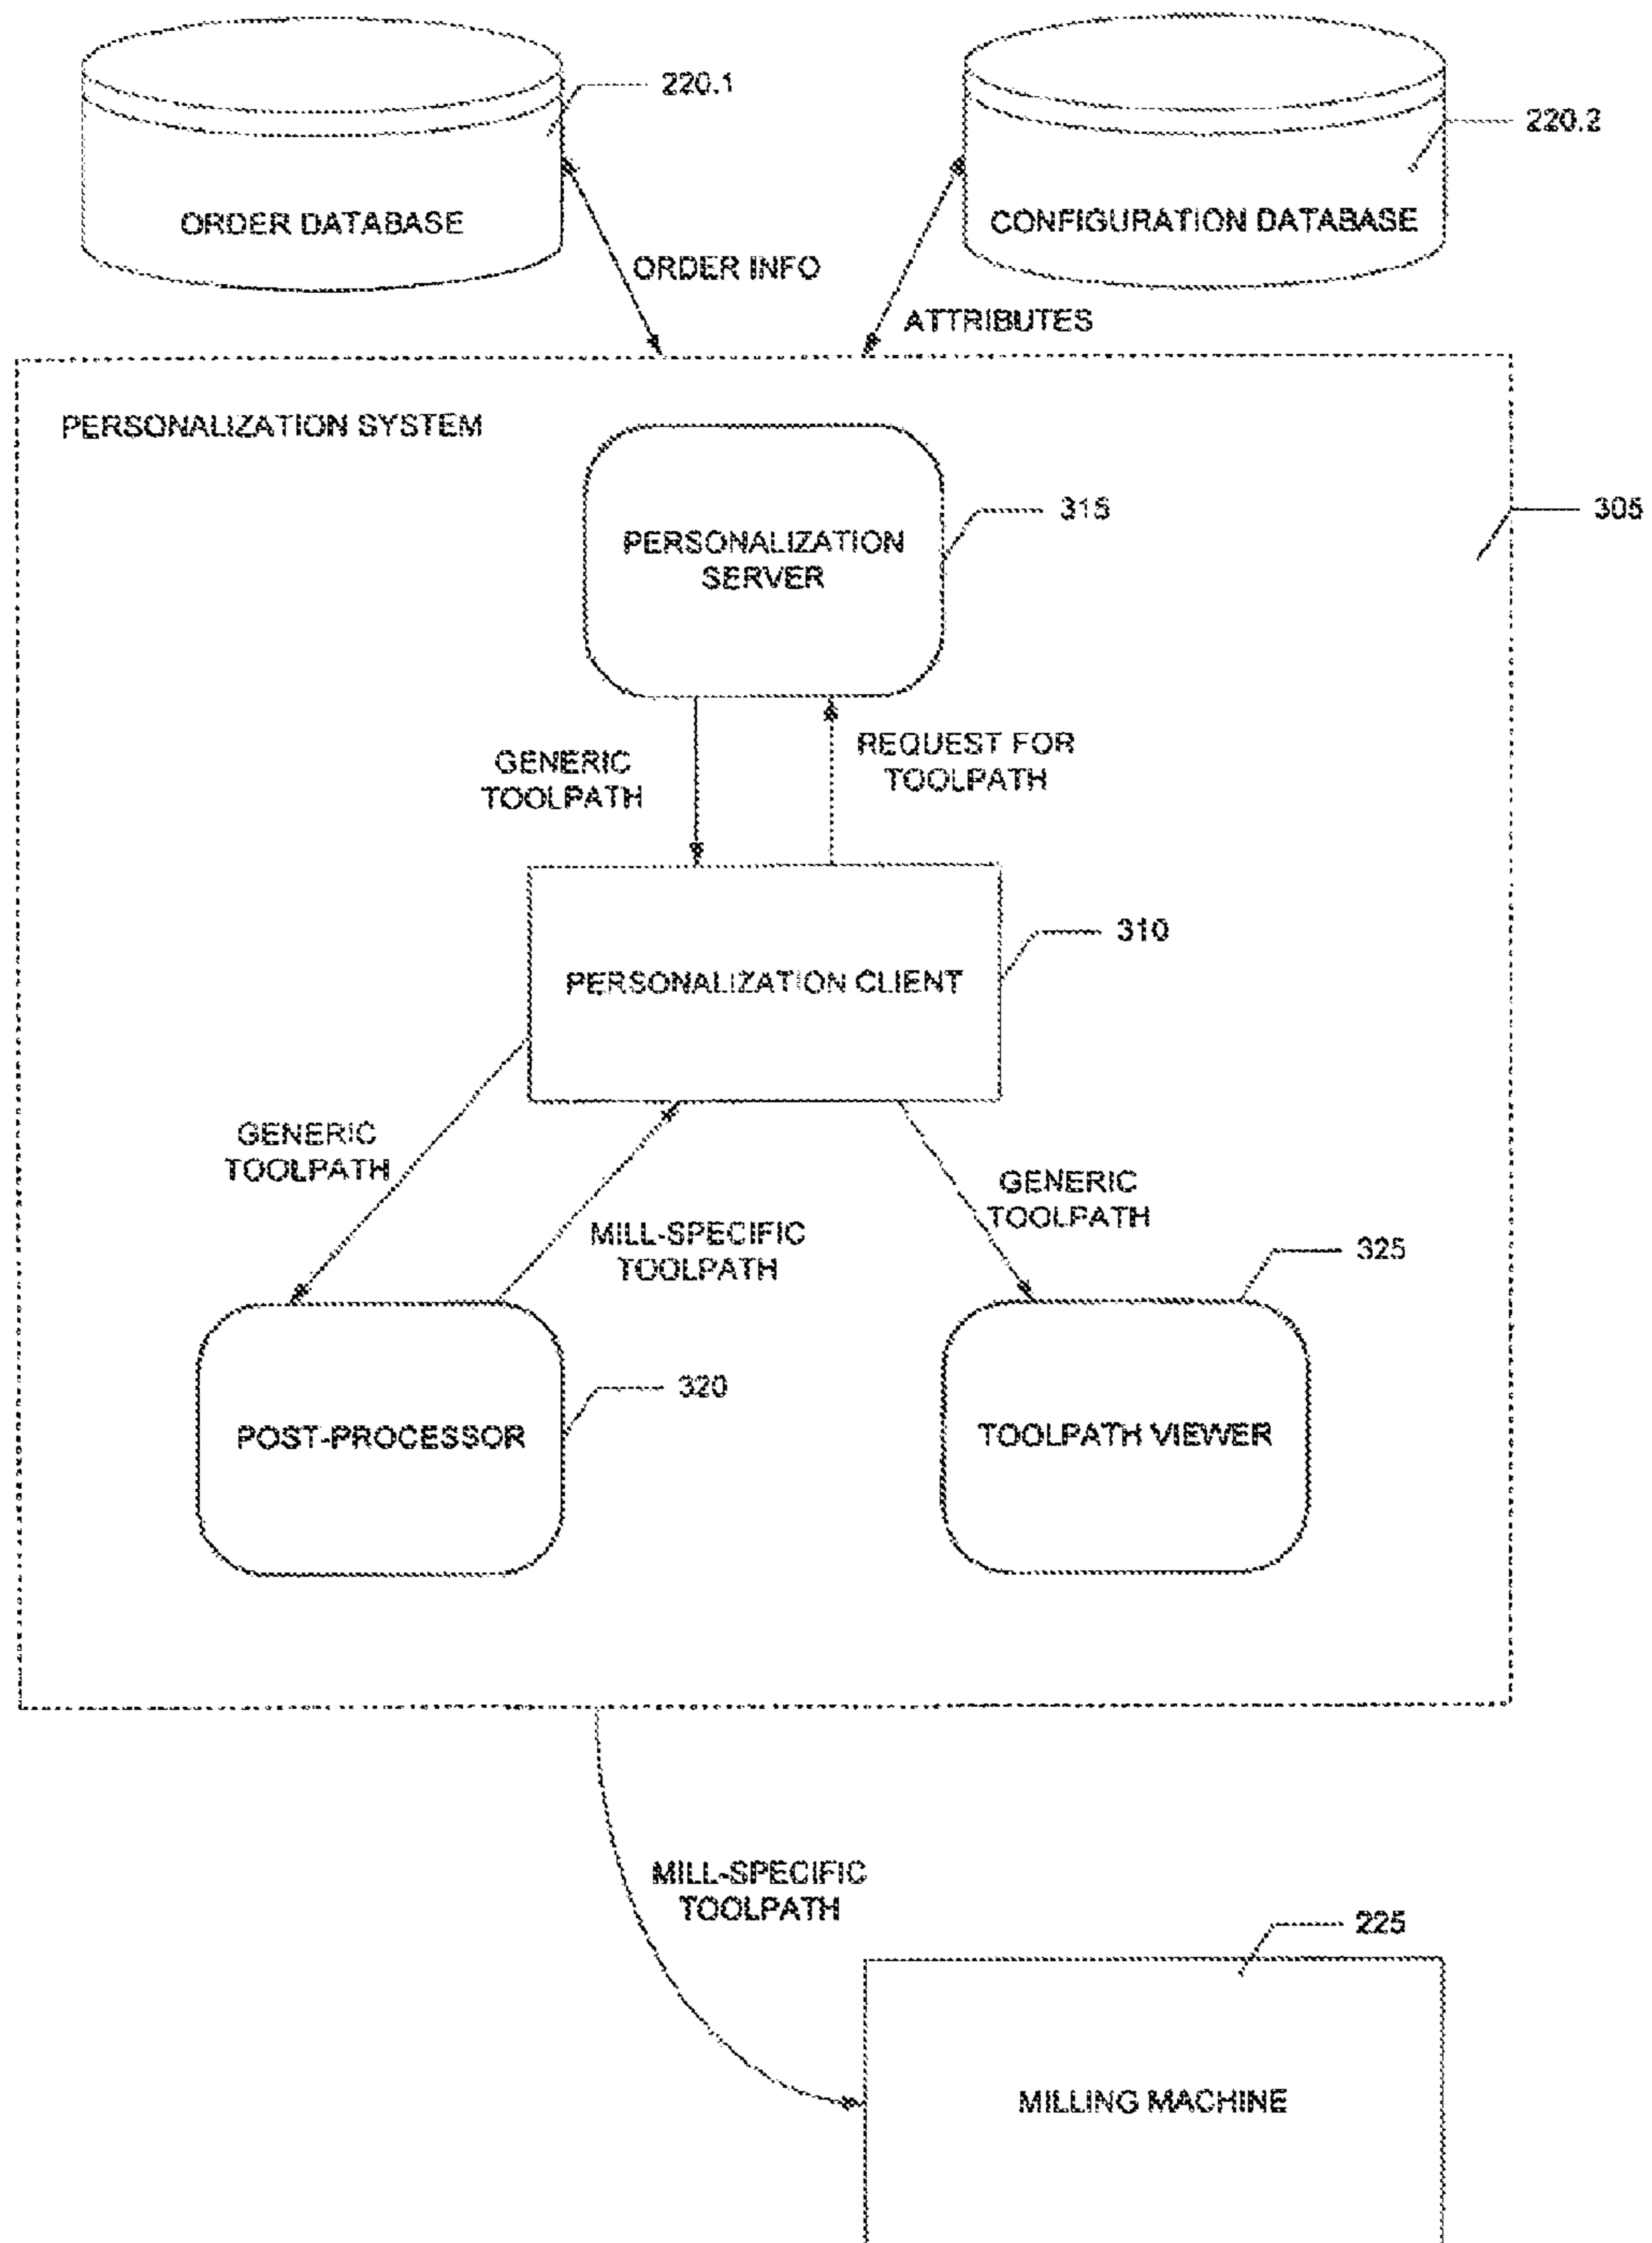 220.1
220.2
ORDER DATABASE
CONFIGURATION DATABASE
ORDER INFO
ATTRIBUTES
PERSONALIZATION SYSTEM
315
305
PERSONALIZATION
SERVER
GENERIC
TOOLPATH
REQUEST FOR
TOOLPATH
310
PERSONALIZATION CLIENT
GENERIC
TOOLPATH
MILL-SPECIFIC
TOOLPATH
GENERIC
TOOLPATH
325
320
POST-PROCESSOR
TOOLPATH VIEWER
MILL-SPECIFIC
TOOLPATH
225
MILLING MACHINE